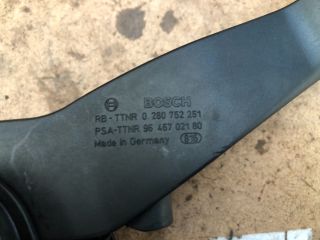 BOSCH
RB-TTNR 0 280 752 251
PSA-TTNR 96 457 021 80
Made in Germany